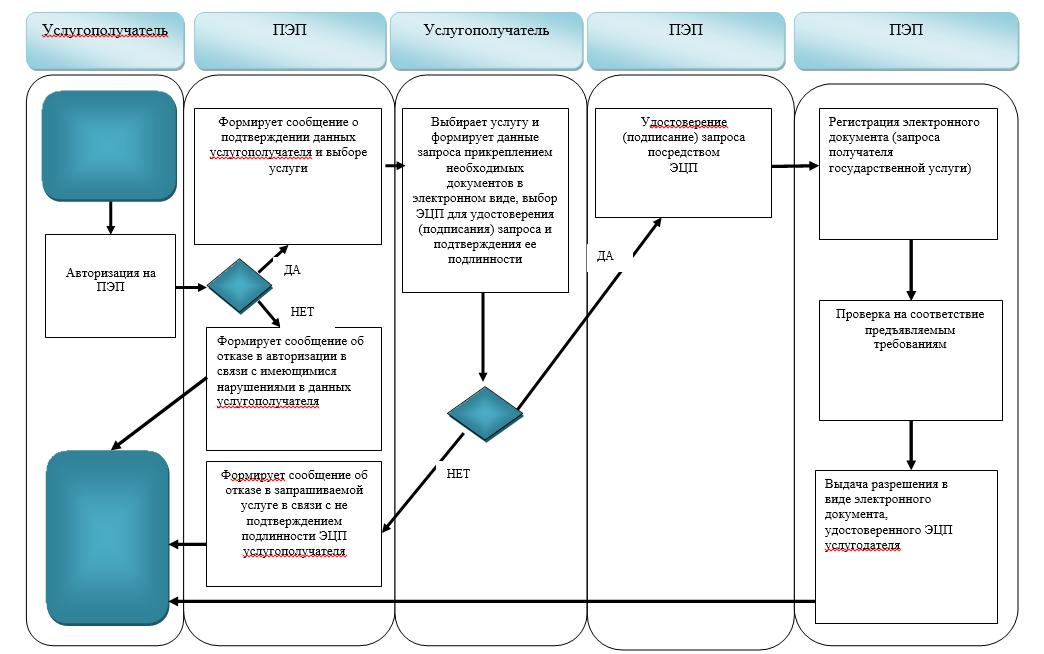 Услугополучатель
ПЭП
Услугополучатель
ПЭП
ПЭП
Авторизация на
ПЭП
Формирует сообщение о
подтверждении данных
услугополучателя и выборе
услуги
ДА
НЕТ
Формирует сообщение об
отказе в авторизации в
связи с имеющимися
нарушениями в данных
услугополучателя
Формирует сообщение об
отказе в запрашиваемой
услуге в связи с не
подтверждением
подлинности ЭЦП
услугополучателя
Выбирает услугу и
формирует данные
запроса прикреплением
необходимых
документов в
электронном виде, выбор
ЭЦП для удостоверения
(подписания) запроса и
подтверждения ее
подлинности
ДА
НЕТ
Удостоверение
(подписание) запроса
посредством
ЭЦП
Регистрация электронного
документа (запроса
получателя
государственной услуги)
Проверка на соответствие
предъявляемым
требованиям
Выдача разрешения в
виде электронного
документа,
удостоверенного ЭЦП
услугодателя